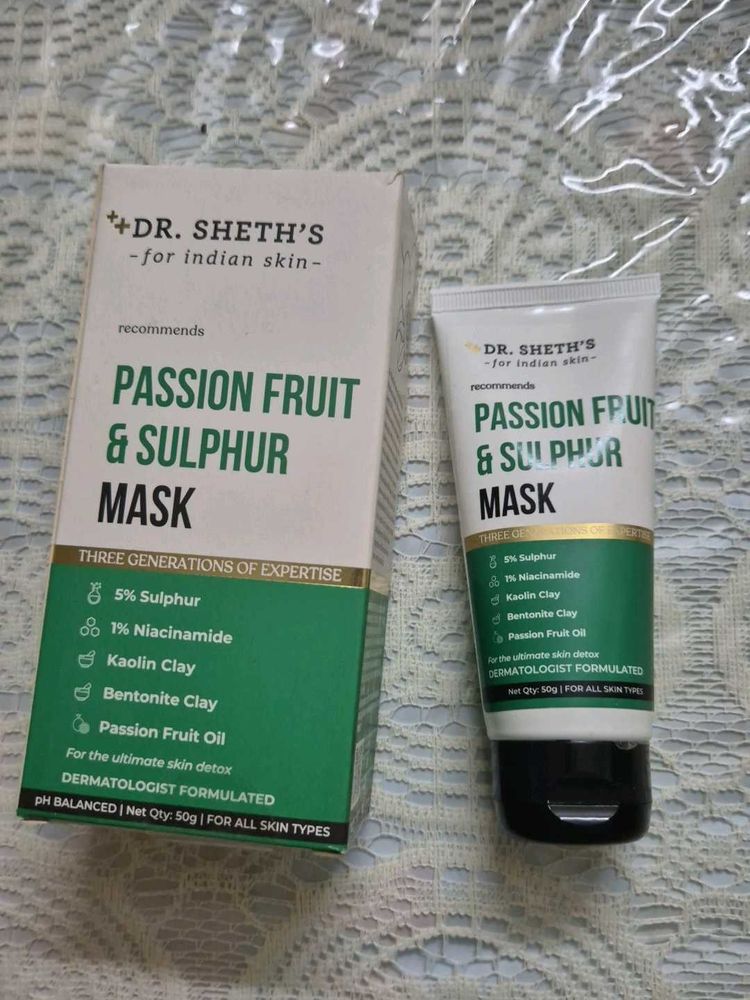 DR. SHETH'S
-for indian skin-
recommends
PASSION FRUIT
& SULPHUR
MASK
THREE GENERATIONS OF EXPERTISE
5% Sulphur
1% Niacinamide
Kaolin Clay
Bentonite Clay
Passion Fruit Oil
For the ultimate skin detox
DERMATOLOGIST FORMULATED
pH BALANCED | Net Qty: 50g | FOR ALL SKIN TYPES
DR. SHETH'S
-for indian skin-
recommends
PASSION FRUIT
& SULPHUR
MASK
THREE GENERATIONS OF EXPERTISE
5% Sulphur
1% Niacinamide
Kaolin Clay
Bentonite Clay
Passion Fruit Oil
For the ultimate skin detox
DERMATOLOGIST FORMULATED
Net Qty: 50g | FOR ALL SKIN TYPES